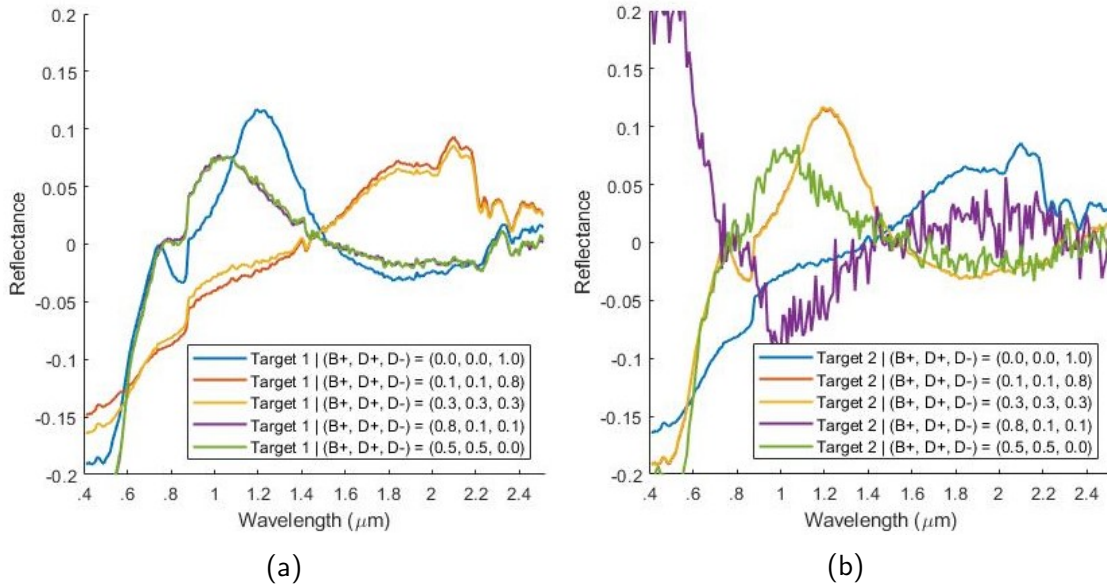 0.2
0.15
0.1
0.05
0
-0.05
-0.1
-0.15
-0.2
Reflectance
Target 1 | (B+, D+, D-) = (0.0, 0.0, 1.0)
Target 1 | (B+, D+, D-) = (0.1, 0.1, 0.8)
Target 1 | (B+, D+, D-) = (0.3, 0.3, 0.3)
Target 1 | (B+, D+, D-) = (0.8, 0.1, 0.1)
Target 1 | (B+, D+, D-) = (0.5, 0.5, 0.0)
.4 .6 .8 1 1.2 1.4 1.6 1.8 2 2.2 2.4
Wavelength (μm)
(a)
0.2
0.15
0.1
0.05
0
-0.05
-0.1
-0.15
-0.2
Reflectance
Target 2 | (B+, D+, D-) = (0.0, 0.0, 1.0)
Target 2 | (B+, D+, D-) = (0.1, 0.1, 0.8)
Target 2 | (B+, D+, D-) = (0.3, 0.3, 0.3)
Target 2 | (B+, D+, D-) = (0.8, 0.1, 0.1)
Target 2 | (B+, D+, D-) = (0.5, 0.5, 0.0)
.4 .6 .8 1 1.2 1.4 1.6 1.8 2 2.2 2.4
Wavelength (μm)
(b)